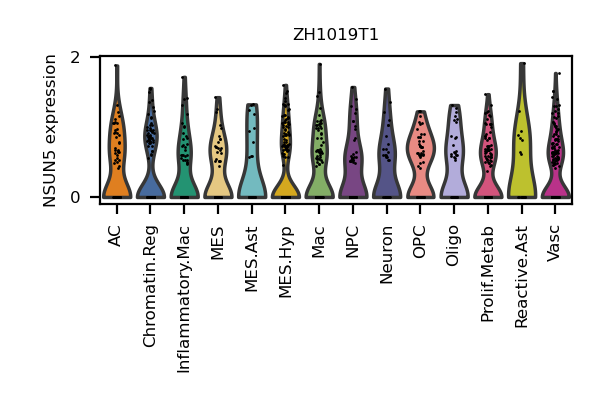 ZH1019T1
NSUN5 expression
2
0
AC
Chromatin.Reg
Inflammatory.Mac
MES
MES.Ast
MES.Hyp
Mac
NPC
Neuron
OPC
Oligo
Prolif.Metab
Reactive.Ast
Vasc